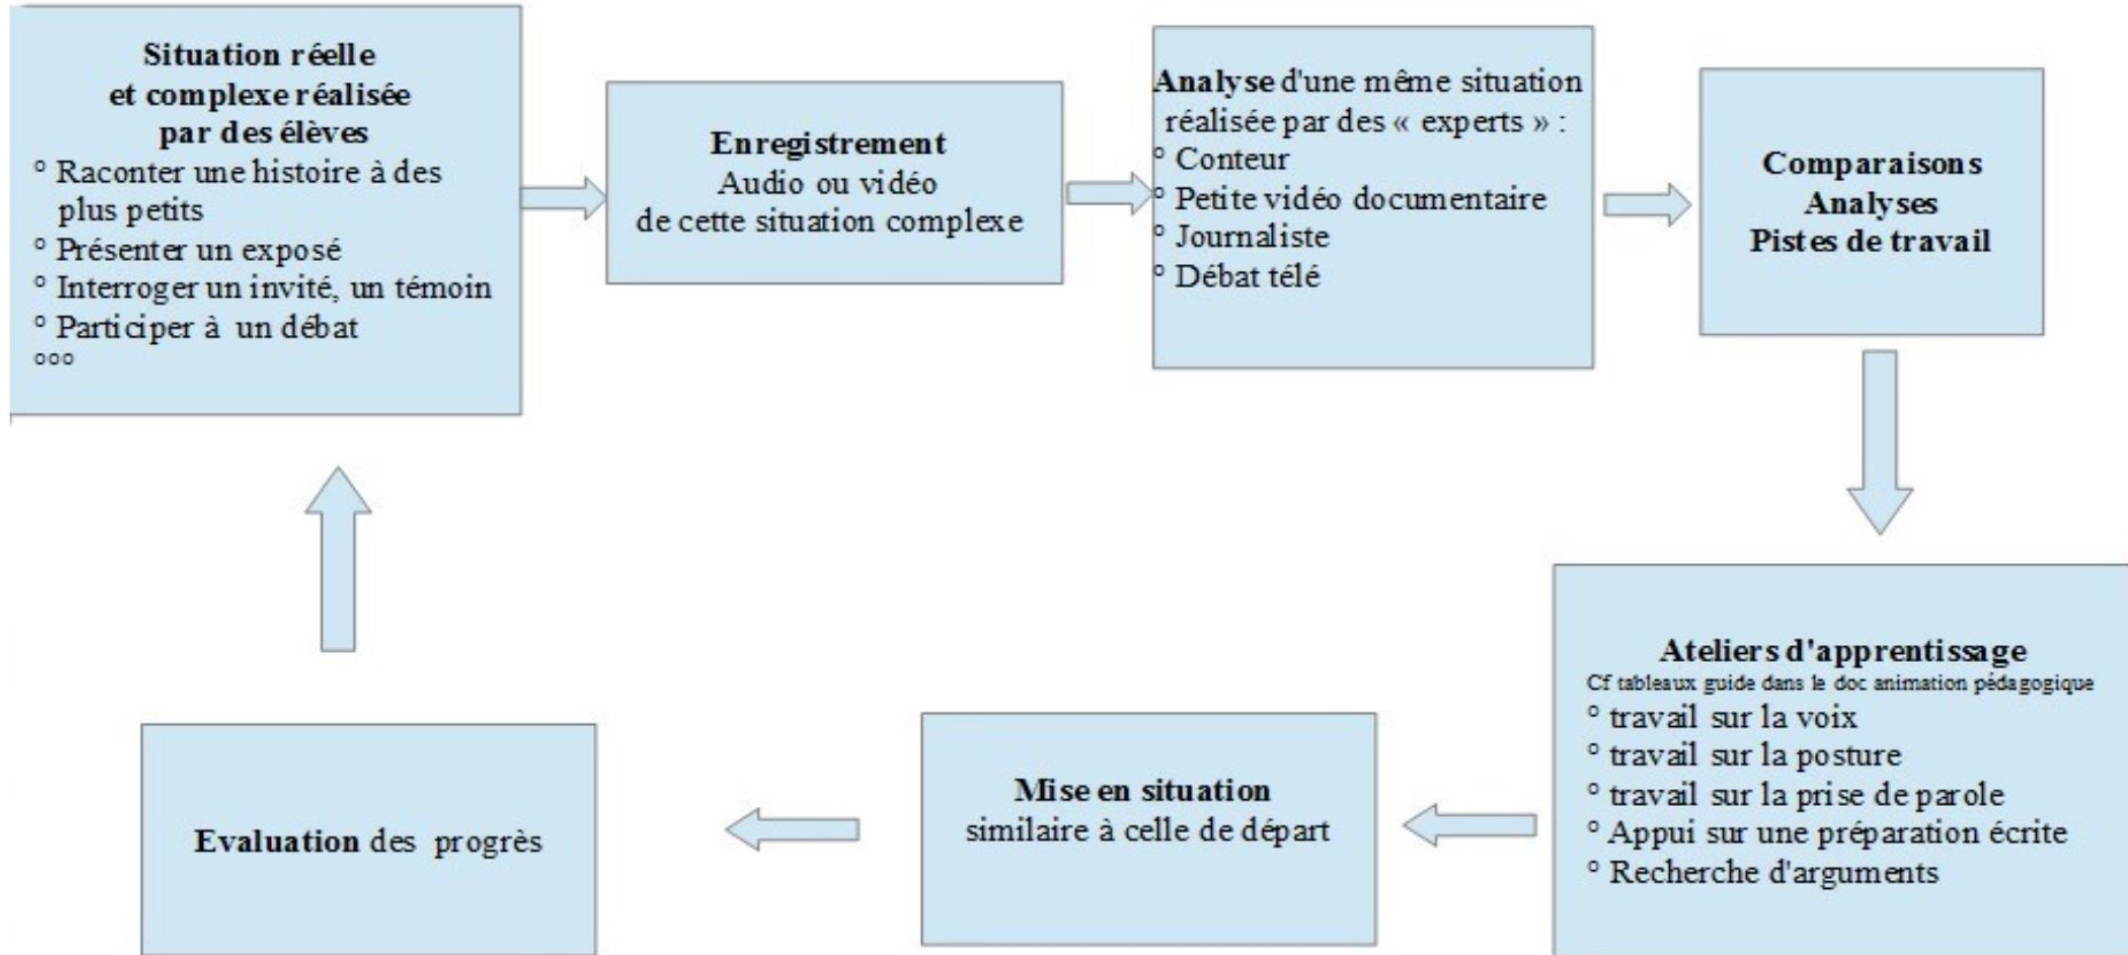 Situation réelle
et complexe réalisée
par des élèves
° Raconter une histoire à des
plus petits
° Présenter un exposé
° Interroger un invité, un témoin
° Participer à un débat
°°°
Enregistrement
Audio ou vidéo
de cette situation complexe
Analyse d'une même situation
réalisée par des « experts » :
° Conteur
° Petite vidéo documentaire
° Journaliste
° Débat télé
Comparaisons
Analyses
Pistes de travail
Ateliers d'apprentissage
Cf tableaux guide dans le doc animation pédagogique
° travail sur la voix
° travail sur la posture
° travail sur la prise de parole
° Appui sur une préparation écrite
° Recherche d'arguments
Mise en situation
similaire à celle de départ
Evaluation des progrès